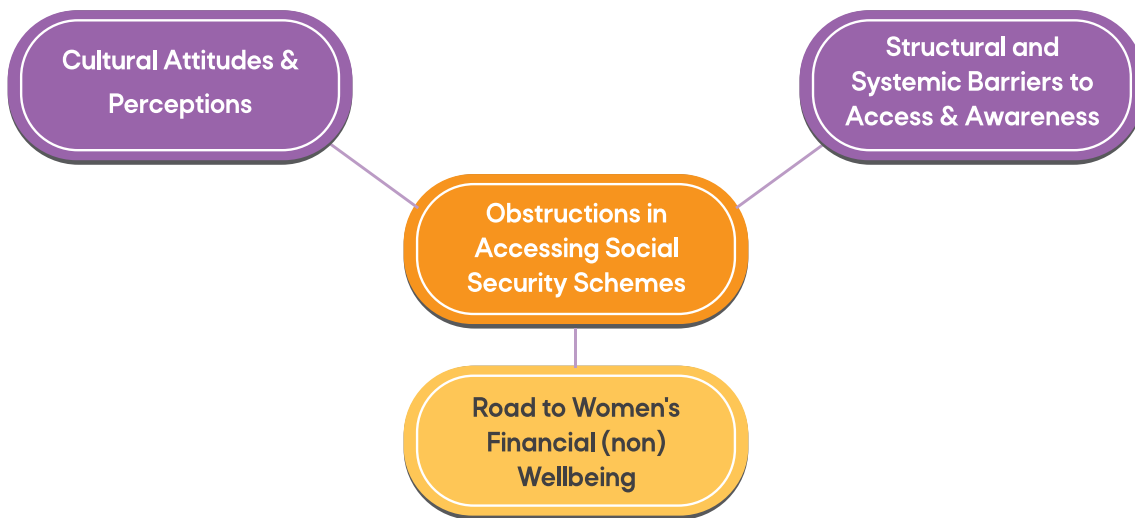 Cultural Attitudes &
Perceptions
Structural and
Systemic Barriers to
Access & Awareness
Obstructions in
Accessing Social
Security Schemes
Road to Women's
Financial (non)
Wellbeing